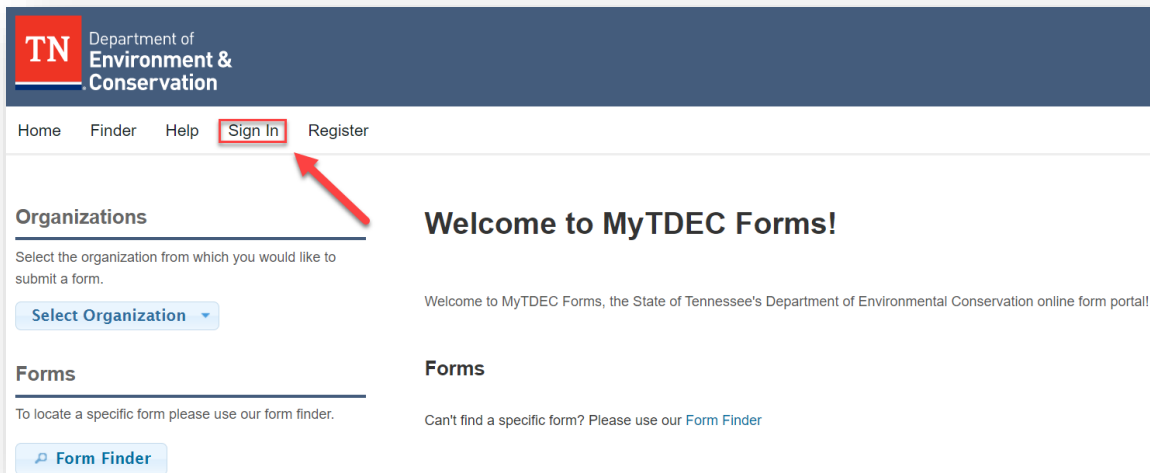 TN
Department of
Environment &
Conservation
Home Finder Help Sign In Register
Organizations
Select the organization from which you would like to
submit a form.
Select Organization
Forms
To locate a specific form please use our form finder.
Form Finder
Welcome to MyTDEC Forms!
Welcome to MyTDEC Forms, the State of Tennessee's Department of Environmental Conservation online form portal!
Forms
Can't find a specific form? Please use our Form Finder